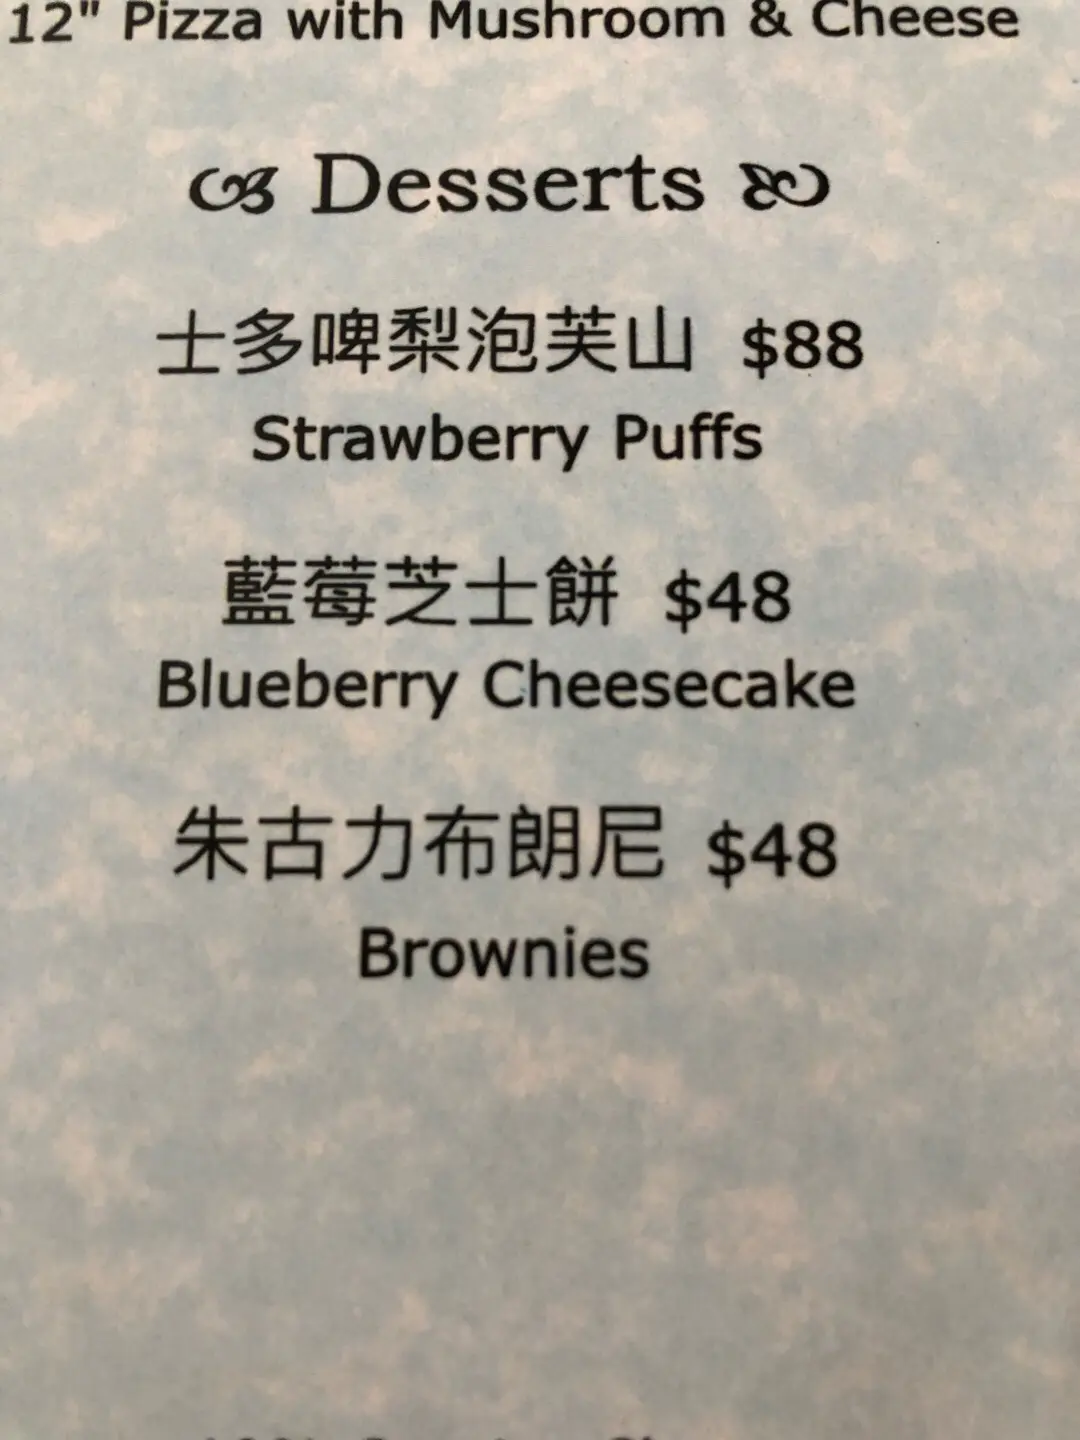 12" Pizza with Mushroom & Cheese
Desserts
士多啤梨泡芙山 $88
Strawberry Puffs
藍莓芝士餅 $48
Blueberry Cheesecake
朱古力布朗尼 $48
Brownies